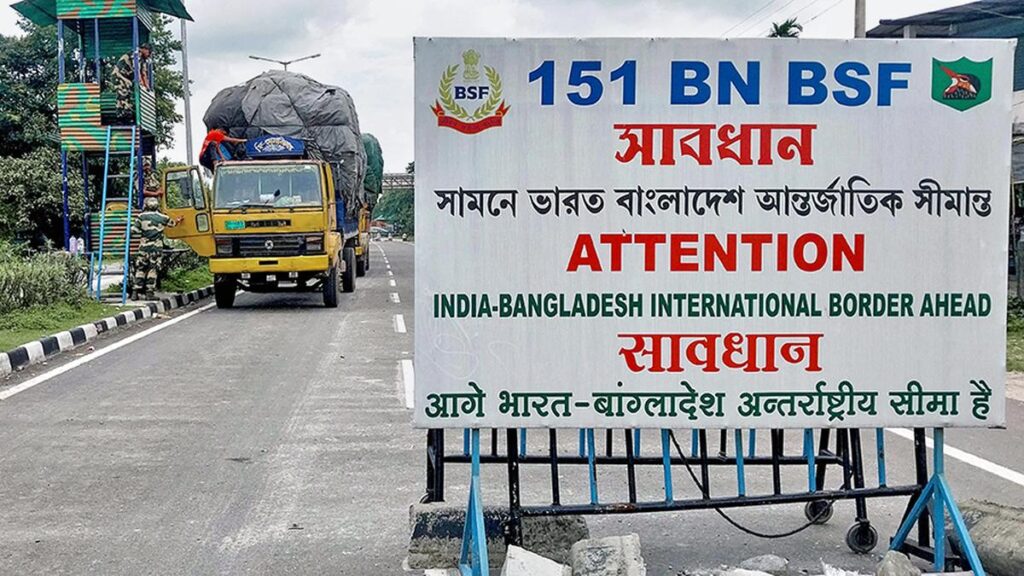 BSF
151 BN BSF
সাবধান
সামনে ভারত বাংলাদেশ আন্তর্জাতিক সীমান্ত
ATTENTION
INDIA-BANGLADESH INTERNATIONAL BORDER AHEAD
सावधान
आगे भारत-बांग्लादेश अन्तर्राष्ट्रीय सीमा है